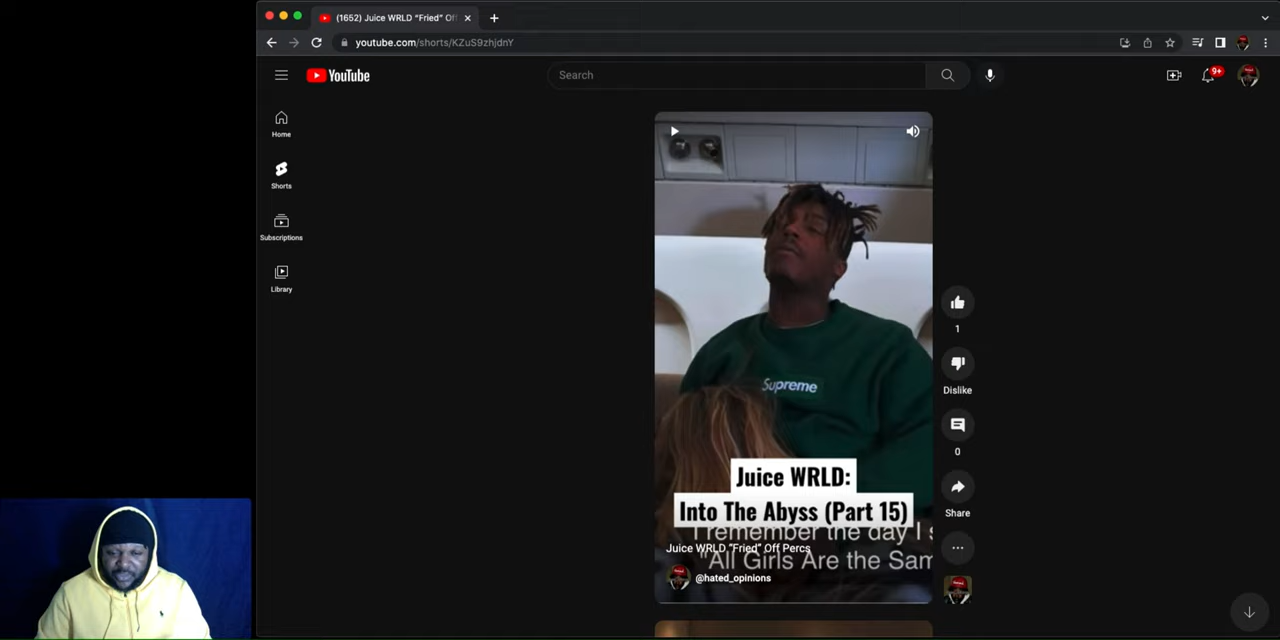 (1652) Juice WRLD “Fried” Of
youtube.com/shorts/KZuS9zhjdnY
YouTube
Search
9+
Home
Shorts
Subscriptions
Library
Supreme
Juice WRLD:
Into The Abyss (Part 15)
I remember the day I s
Juice WRLD “Fried” Off Percs
"All Girls Are the Sam
@hated_opinions
1
Dislike
0
Share